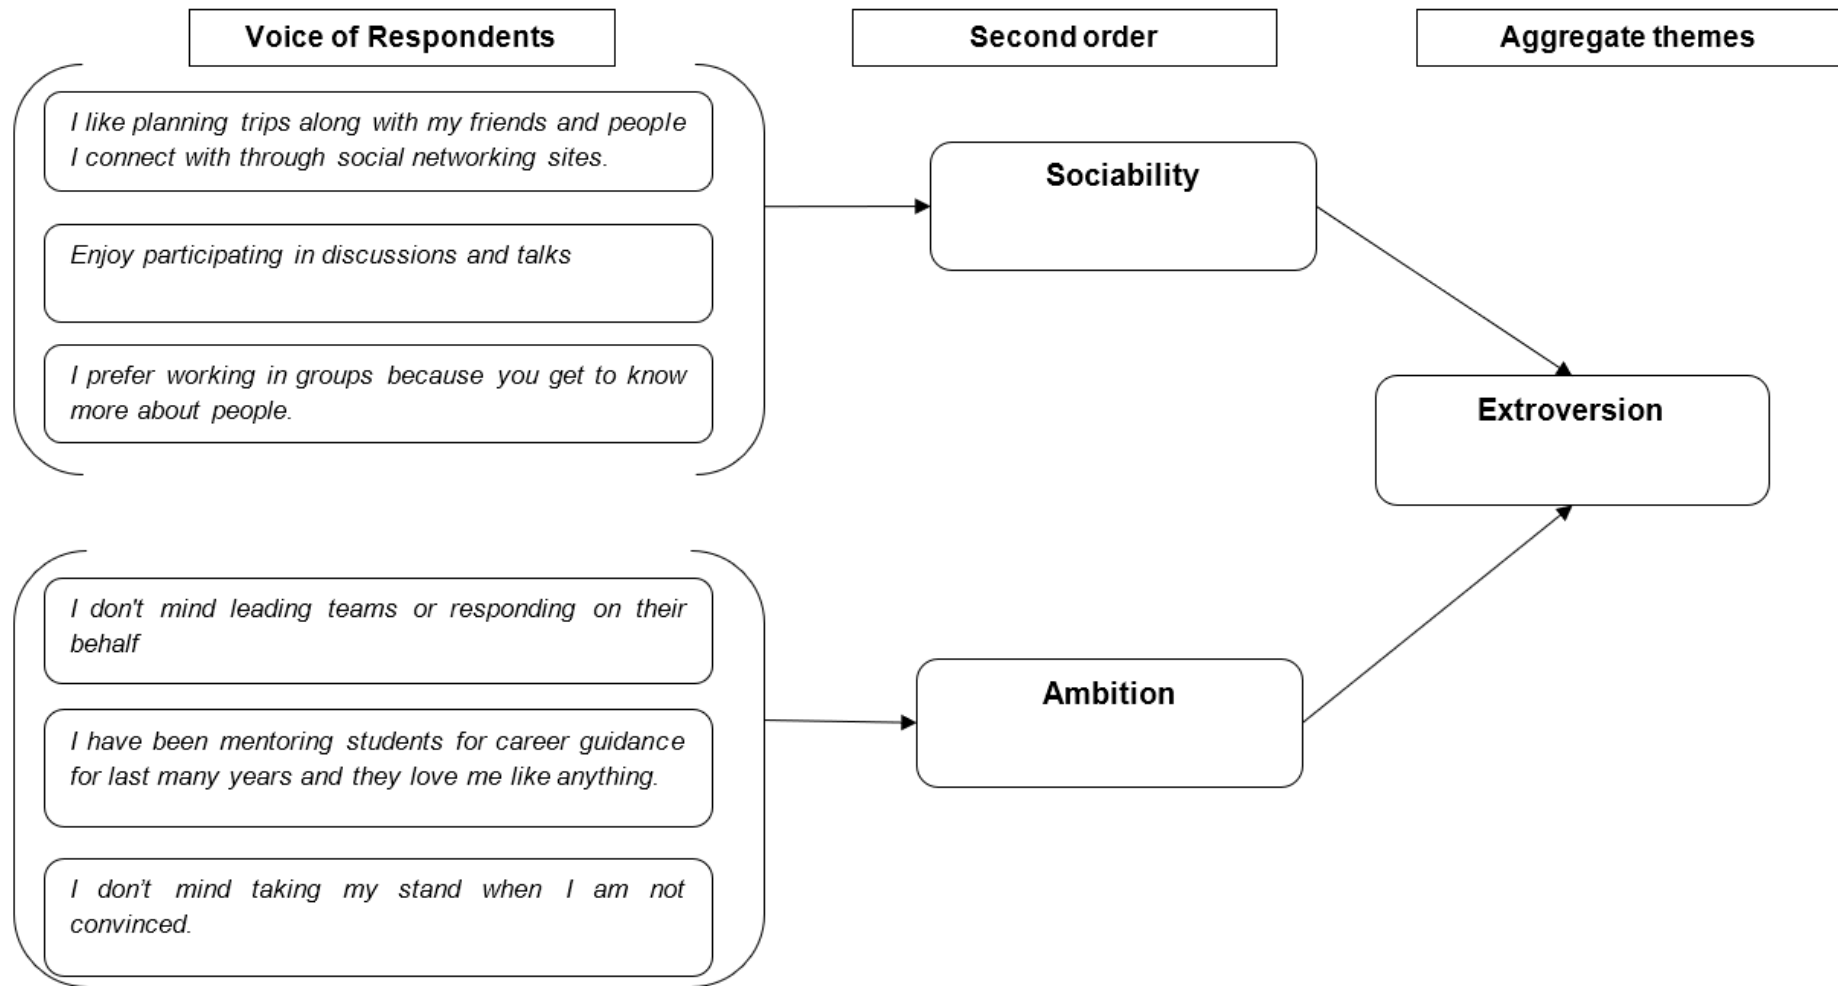 Voice of Respondents
Second order
Aggregate themes
I like planning trips along with my friends and people
I connect with through social networking sites.
Enjoy participating in discussions and talks
I prefer working in groups because you get to know
more about people.
Sociability
Extroversion
I don't mind leading teams or responding on their
behalf
I have been mentoring students for career guidance
for last many years and they love me like anything.
I don’t mind taking my stand when I am not
convinced.
Ambition